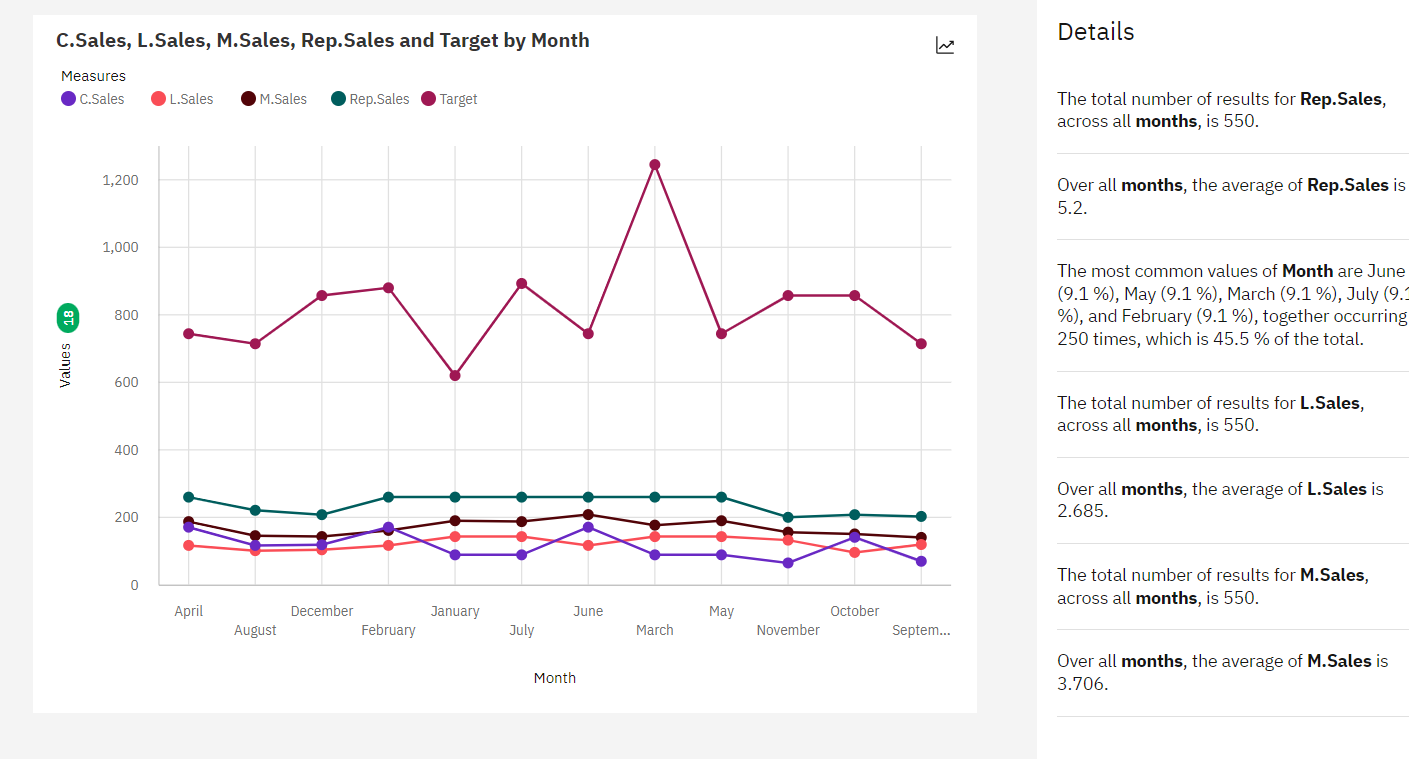 C.Sales, L.Sales, M.Sales, Rep.Sales and Target by Month
Measures
C.Sales L.Sales M.Sales Rep.Sales Target
1,200
1,000
800
600
400
200
0
18
Values
April December January June May October
August February July March November Septem...
Month
Details
The total number of results for Rep.Sales,
across all months, is 550.
Over all months, the average of Rep.Sales is
5.2.
The most common values of Month are June
(9.1 %), May (9.1 %), March (9.1 %), July (9.1
%), and February (9.1 %), together occurring
250 times, which is 45.5 % of the total.
The total number of results for L.Sales,
across all months, is 550.
Over all months, the average of L.Sales is
2.685.
The total number of results for M.Sales,
across all months, is 550.
Over all months, the average of M.Sales is
3.706.